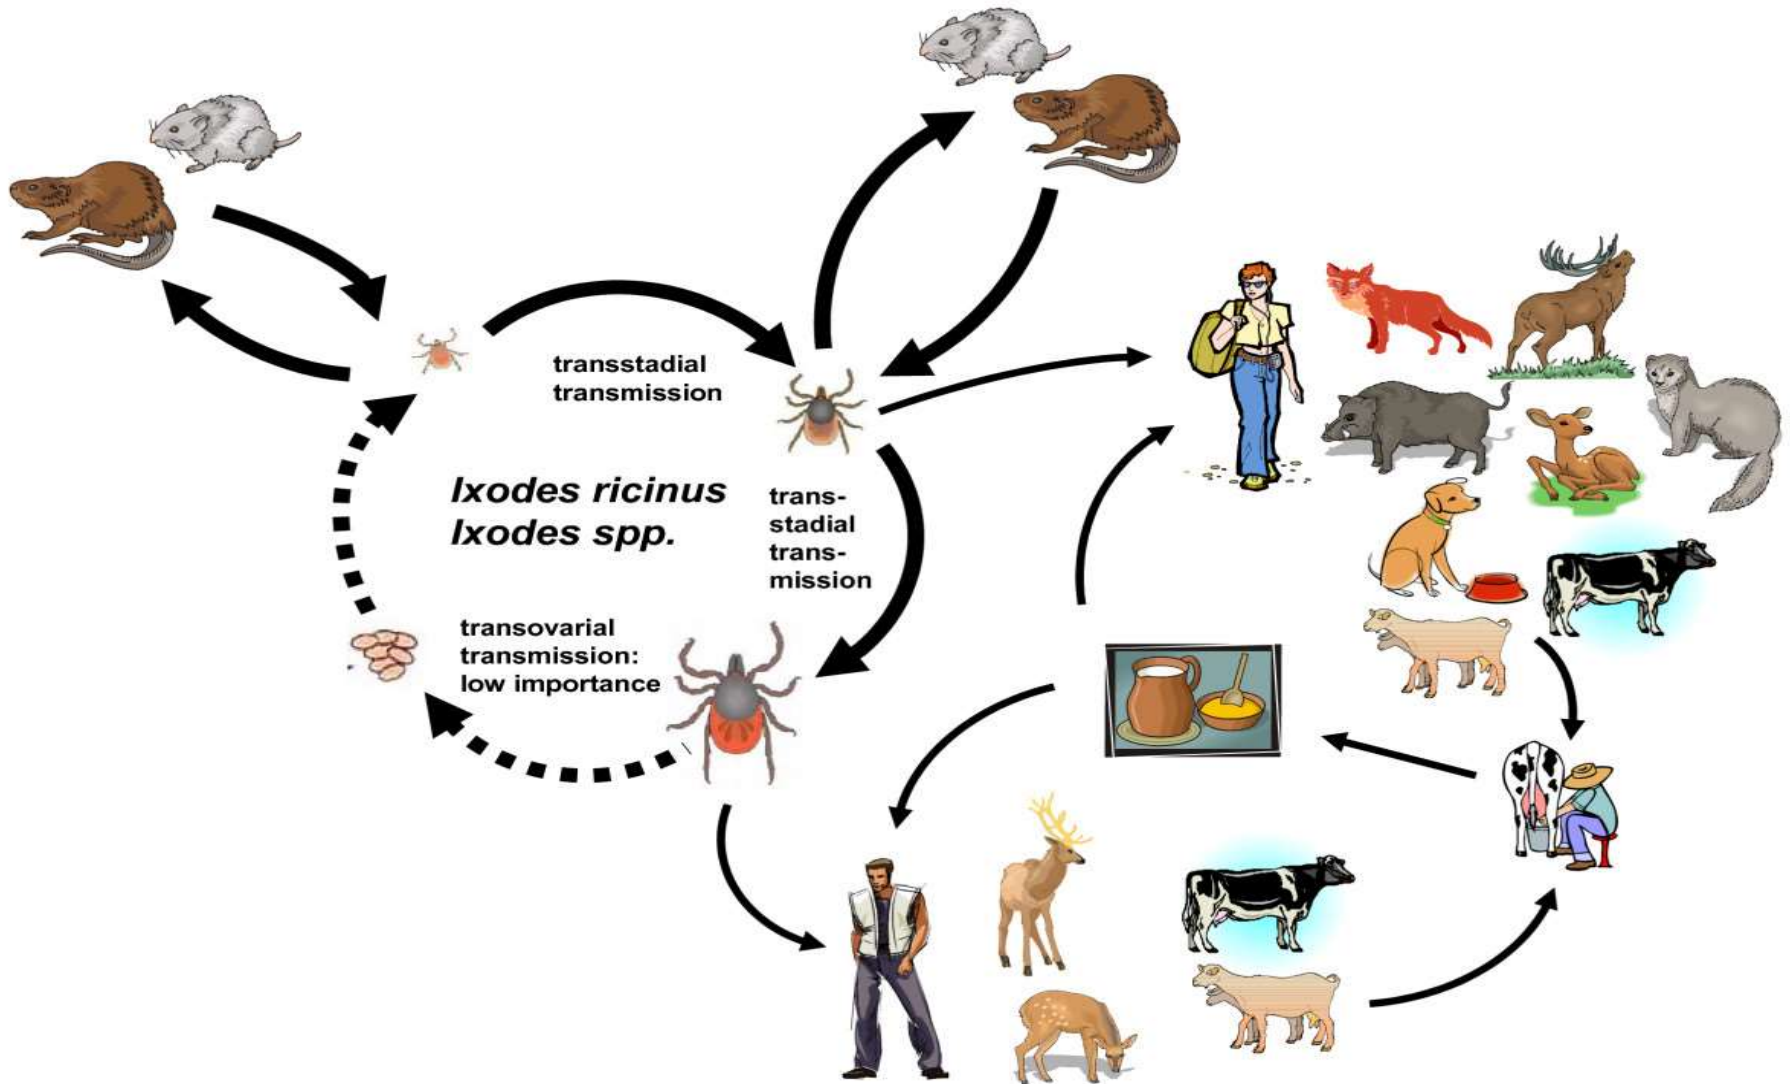 transstadial
transmission
Ixodes ricinus
Ixodes spp.
trans-
stadial
trans-
mission
transovarial
transmission:
low importance